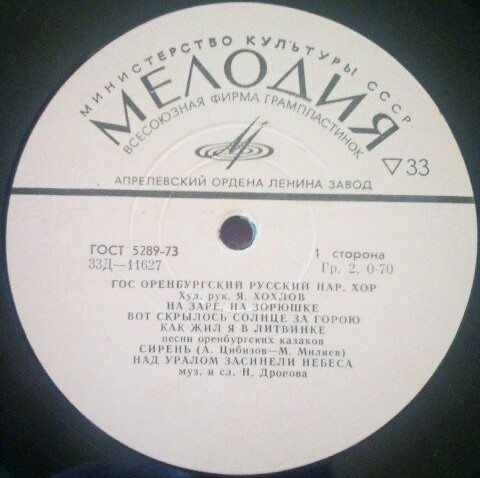 МИНИСТЕРСТВО КУЛЬТУРЫ СССР
МЕЛОДИЯ
ВСЕСОЮЗНАЯ ФИРМА ГРАМПЛАСТИНОК
▽33
АПРЕЛЕВСКИЙ ОРДЕНА ЛЕНИНА ЗАВОД
ГОСТ 5289-73
33Д—11627
1 сторона
Гр. 2. 0-70
ГОС ОРЕНБУРГСКИЙ РУССКИЙ НАР. ХОР
Худ. рук. Я. ХОХЛОВ
НА ЗАРЕ, НА ЗОРЮШКЕ
ВОТ СКРЫЛОСЬ СОЛНЦЕ ЗА ГОРОЮ
КАК ЖИЛ Я В ЛИТВИНКЕ
песни оренбургских казаков
СИРЕНЬ (А. Цибизов—М. Миляев)
НАД УРАЛОМ ЗАСИНЕЛИ НЕБЕСА
муз. и сл. Н. Дрокова